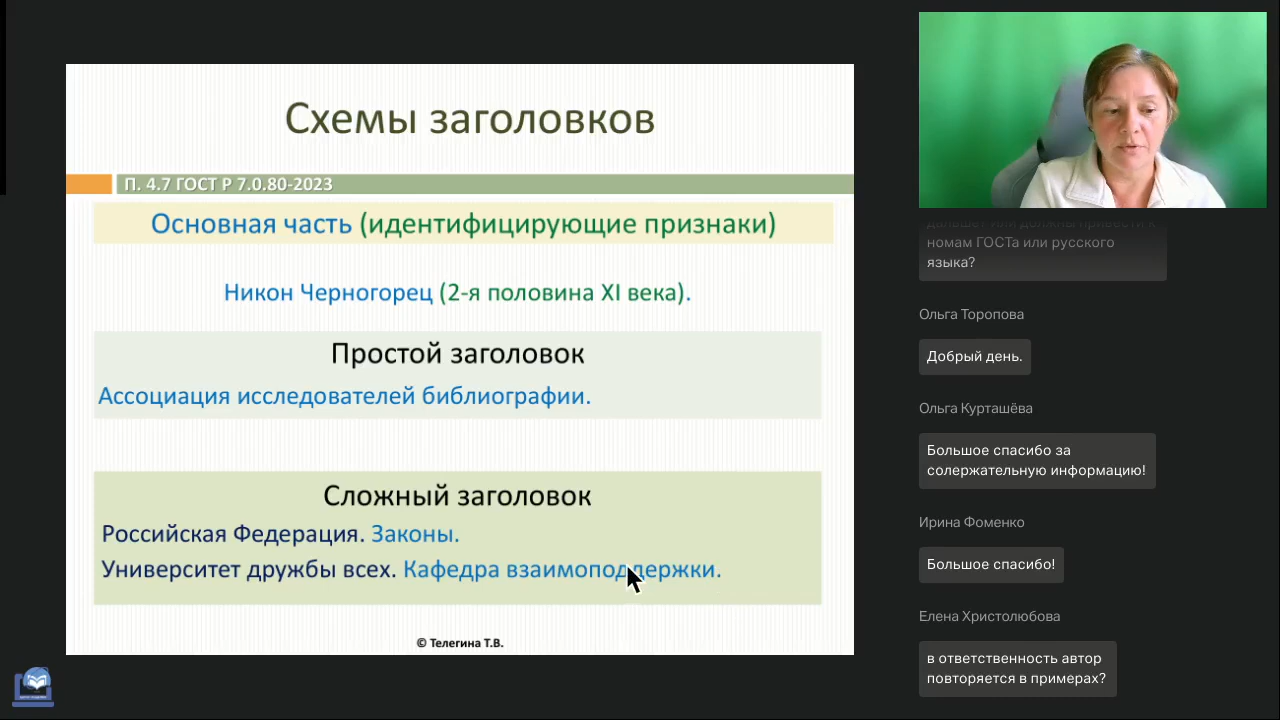 Схемы заголовков
П. 4.7 ГОСТ Р 7.0.80-2023
Основная часть (идентифицирующие признаки)
Никон Черногорец (2-я половина XI века).
Простой заголовок
Ассоциация исследователей библиографии.
Сложный заголовок
Российская Федерация. Законы.
Университет дружбы всех. Кафедра взаимоподдержки.
© Телегина Т.В.
номам ГОСТа или русского
языка?
Ольга Торопова
Добрый день.
Ольга Курташёва
Большое спасибо за
солержательную информацию!
Ирина Фоменко
Большое спасибо!
Елена Христолюбова
в ответственность автор
повторяется в примерах?